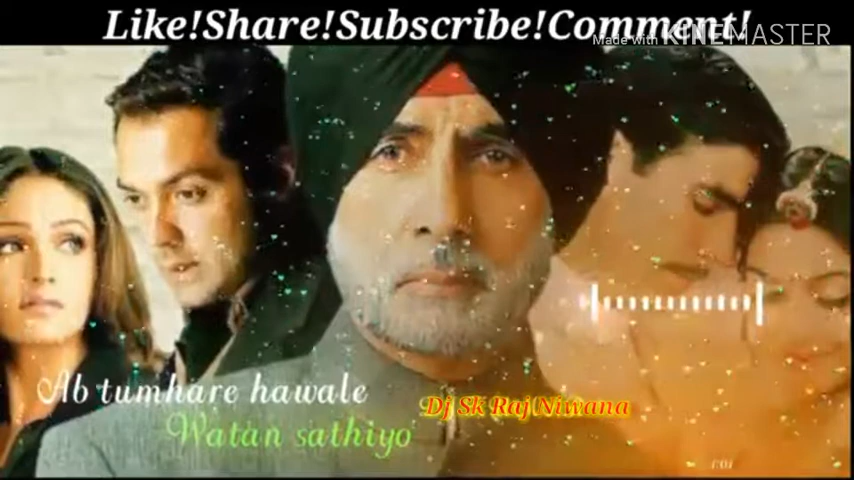 Like!Share!Subscribe!Comment!
Made with KINEMASTER
Ab tumhare hawale
Watan sathiyo
Dj Sk Raj Niwana